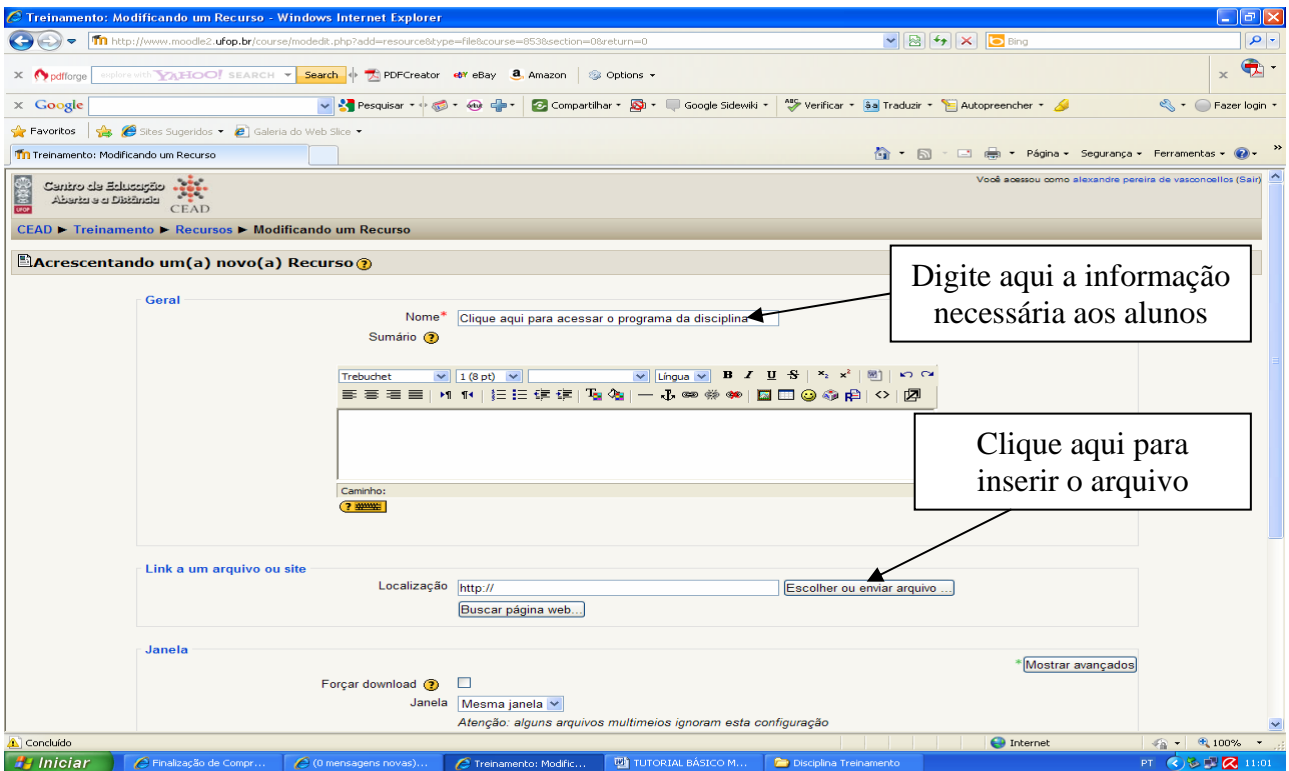 Treinamento: Modificando um Recurso - Windows Internet Explorer
http://www.moodle2.ufop.br/course/modedit.php?add=resource&type=file&course=853&section=0&return=0
Bing
pdfforge explora with YAHOO! SEARCH Search PDFCreator eBay Amazon Options
Google Pesquisar Compartilhar Google Sidewiki Verificar Traduzir Autopreencher Fazer login
Favoritos Sites Sugeridos Galeria do Web Slice
Treinamento: Modificando um Recurso Página Segurança Ferramentas
Centro de Educação
Aberta e a Distância
CEAD
UFOP
Você acessou como alexandre pereira de vasconcellos (Sair)
CEAD ► Treinamento ► Recursos ► Modificando um Recurso
Acrescentando um(a) novo(a) Recurso
Digite aqui a informação
necessária aos alunos
Geral
Nome* Clique aqui para acessar o programa da disciplina
Sumário
Trebuchet 1 (8 pt) Língua B I U S
Clique aqui para
inserir o arquivo
Caminho:
Link a um arquivo ou site
Localização http:// Escolher ou enviar arquivo ...
Buscar página web...
Janela
* Mostrar avançados
Forçar download
Janela Mesma janela
Atenção: alguns arquivos multimeios ignoram esta configuração
Concluído Internet 100%
Iniciar Finalização de Compr... (0 mensagens novas)... Treinamento: Modific... TUTORIAL BÁSICO M... Disciplina Treinamento PT 11:01